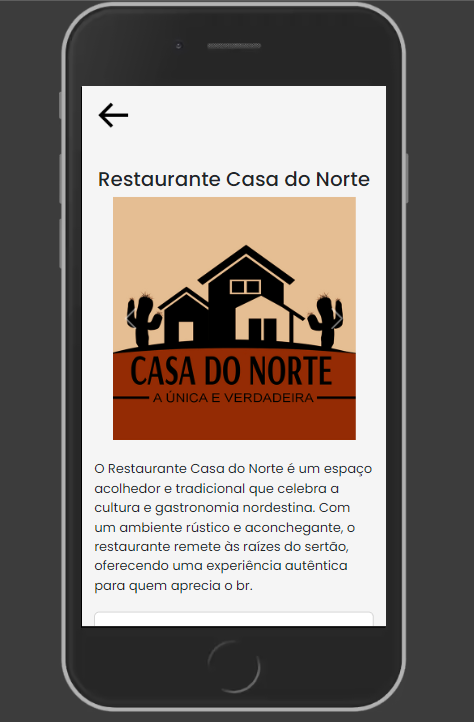 Restaurante Casa do Norte
CASA DO NORTE
A ÚNICA E VERDADEIRA
O Restaurante Casa do Norte é um espaço
acolhedor e tradicional que celebra a
cultura e gastronomia nordestina. Com
um ambiente rústico e aconchegante, o
restaurante remete às raízes do sertão,
oferecendo uma experiência autêntica
para quem aprecia o br.